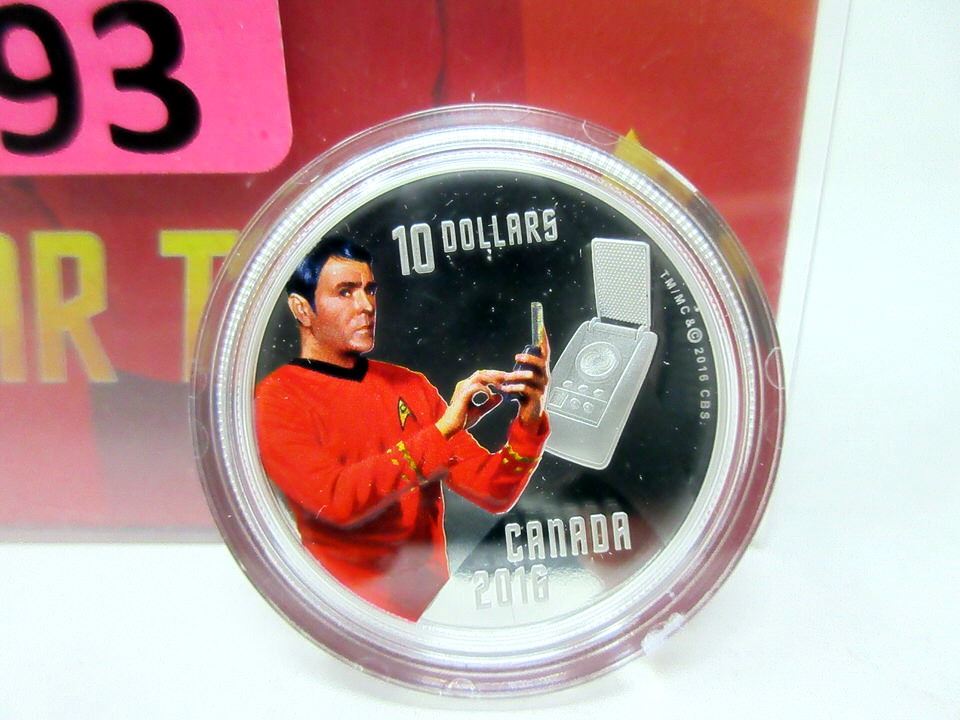 93
AR T
10 DOLLARS
TM/MC & © 2016 CBS.
CANADA
2016